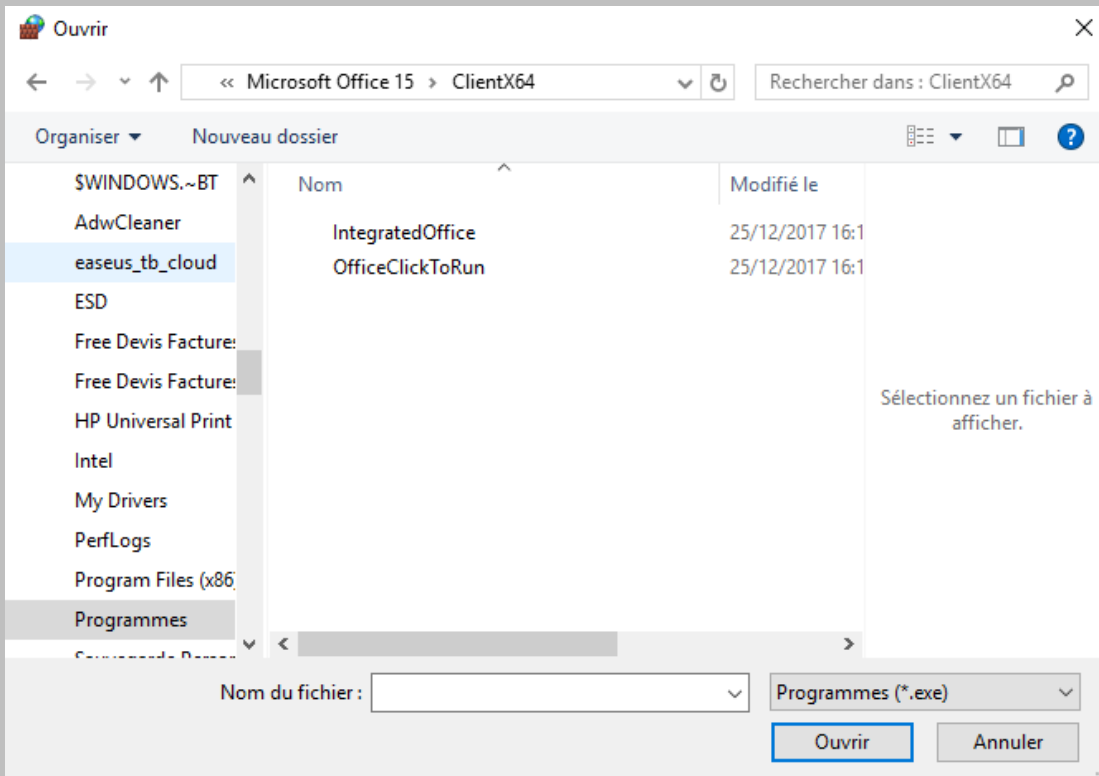 Ouvrir
« Microsoft Office 15 > ClientX64
Rechercher dans : ClientX64
Organiser
Nouveau dossier
$WINDOWS.~BT
AdwCleaner
easeus_tb_cloud
ESD
Free Devis Factures
Free Devis Factures
HP Universal Print
Intel
My Drivers
PerfLogs
Program Files (x86)
Programmes
Nom
Modifié le
IntegratedOffice
25/12/2017 16:1
OfficeClickToRun
25/12/2017 16:1
Sélectionnez un fichier à
afficher.
Nom du fichier :
Programmes (*.exe)
Ouvrir
Annuler